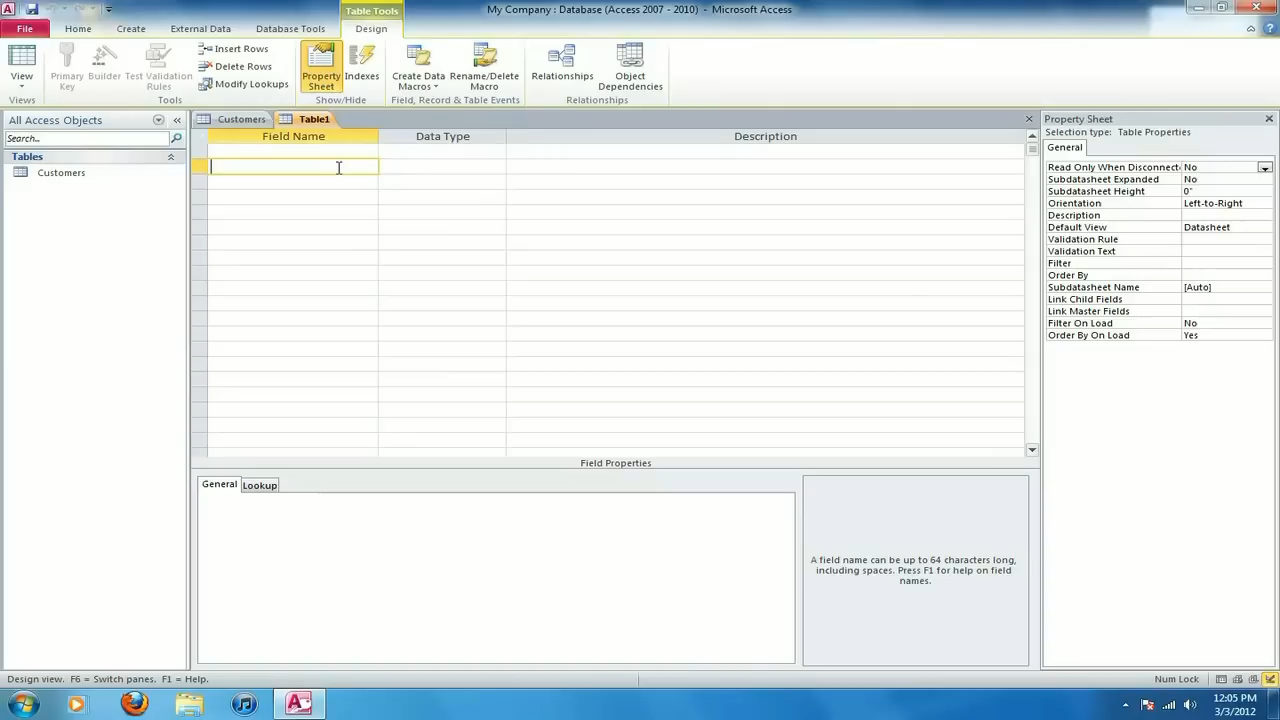 Table Tools
My Company : Database (Access 2007 - 2010) - Microsoft Access
File Home Create External Data Database Tools Design
View
Primary Key
Builder
Test Validation Rules
Insert Rows
Delete Rows
Modify Lookups
Property Sheet
Indexes
Create Data Macros
Rename/Delete Macro
Relationships
Object Dependencies
Views Tools Show/Hide Field, Record & Table Events Relationships
All Access Objects
Search...
Tables
Customers
Customers Table1
Field Name Data Type Description
Field Properties
General Lookup
A field name can be up to 64 characters long,
including spaces. Press F1 for help on field
names.
Property Sheet
Selection type: Table Properties
General
Read Only When Disconnect No
Subdatasheet Expanded No
Subdatasheet Height 0"
Orientation Left-to-Right
Description
Default View Datasheet
Validation Rule
Validation Text
Filter
Order By
Subdatasheet Name [Auto]
Link Child Fields
Link Master Fields
Filter On Load No
Order By On Load Yes
Design view. F6 = Switch panes. F1 = Help.
Num Lock
12:05 PM
3/3/2012